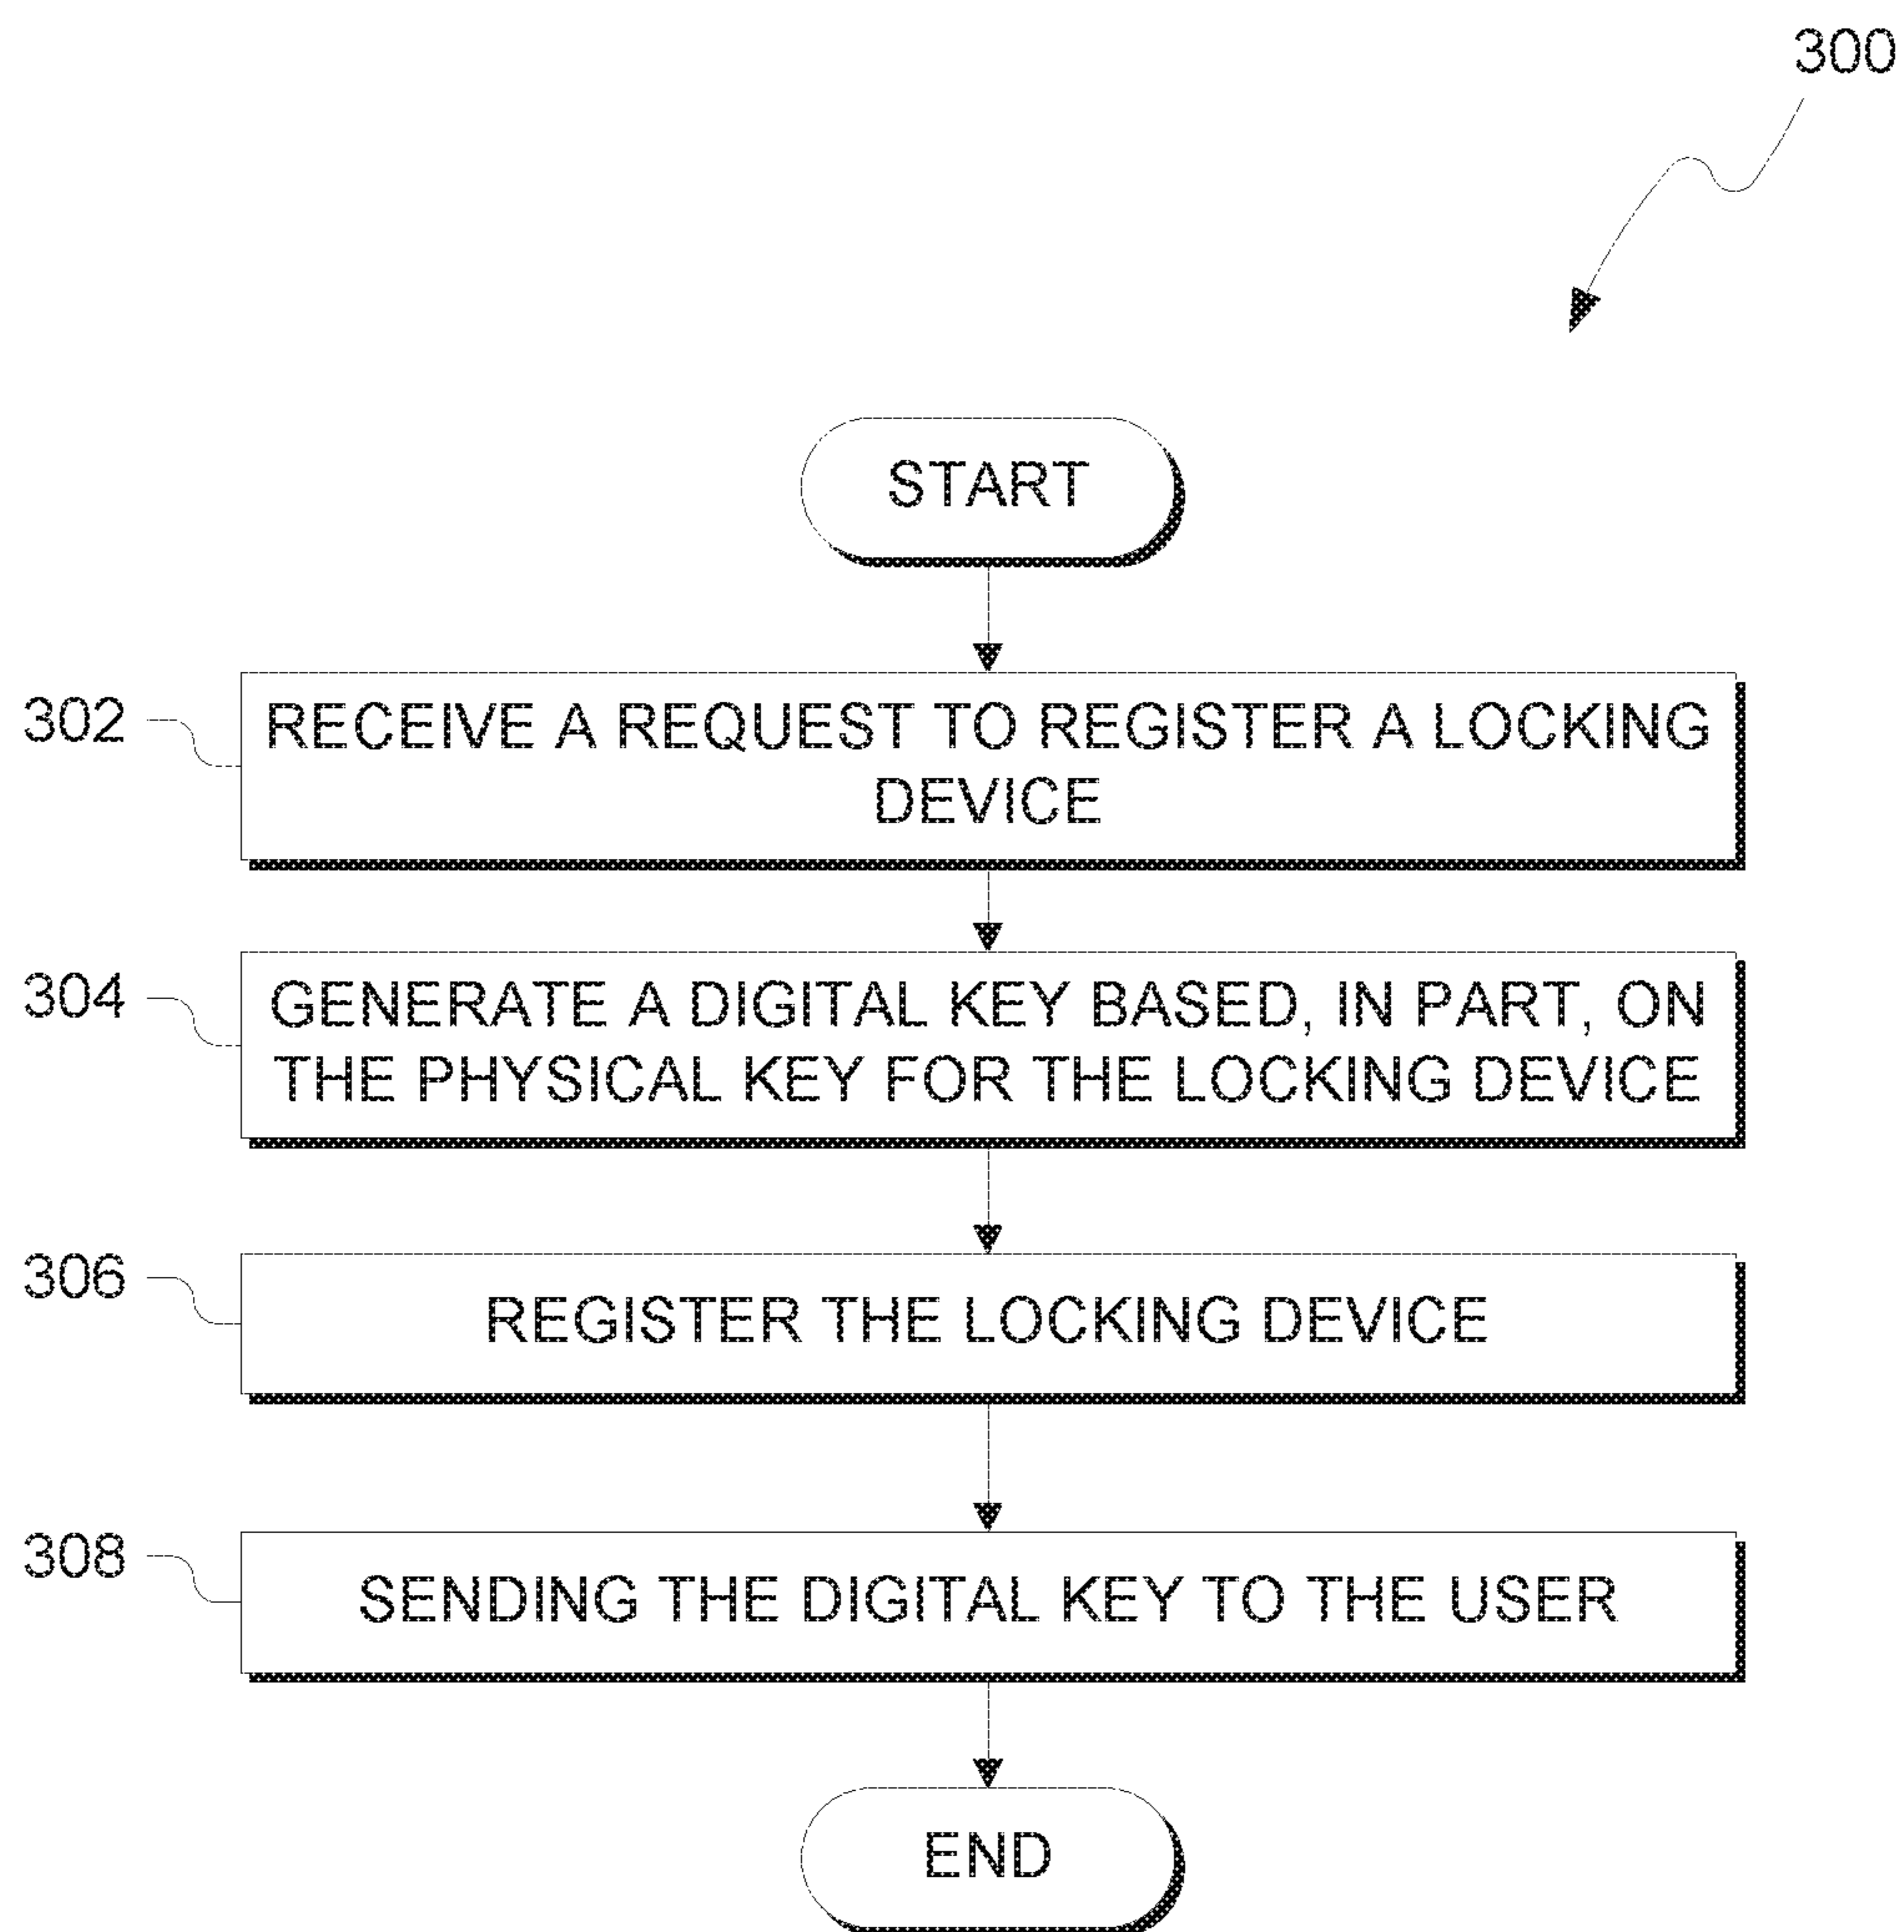 300
START
302
RECEIVE A REQUEST TO REGISTER A LOCKING
DEVICE
304
GENERATE A DIGITAL KEY BASED, IN PART, ON
THE PHYSICAL KEY FOR THE LOCKING DEVICE
306
REGISTER THE LOCKING DEVICE
308
SENDING THE DIGITAL KEY TO THE USER
END